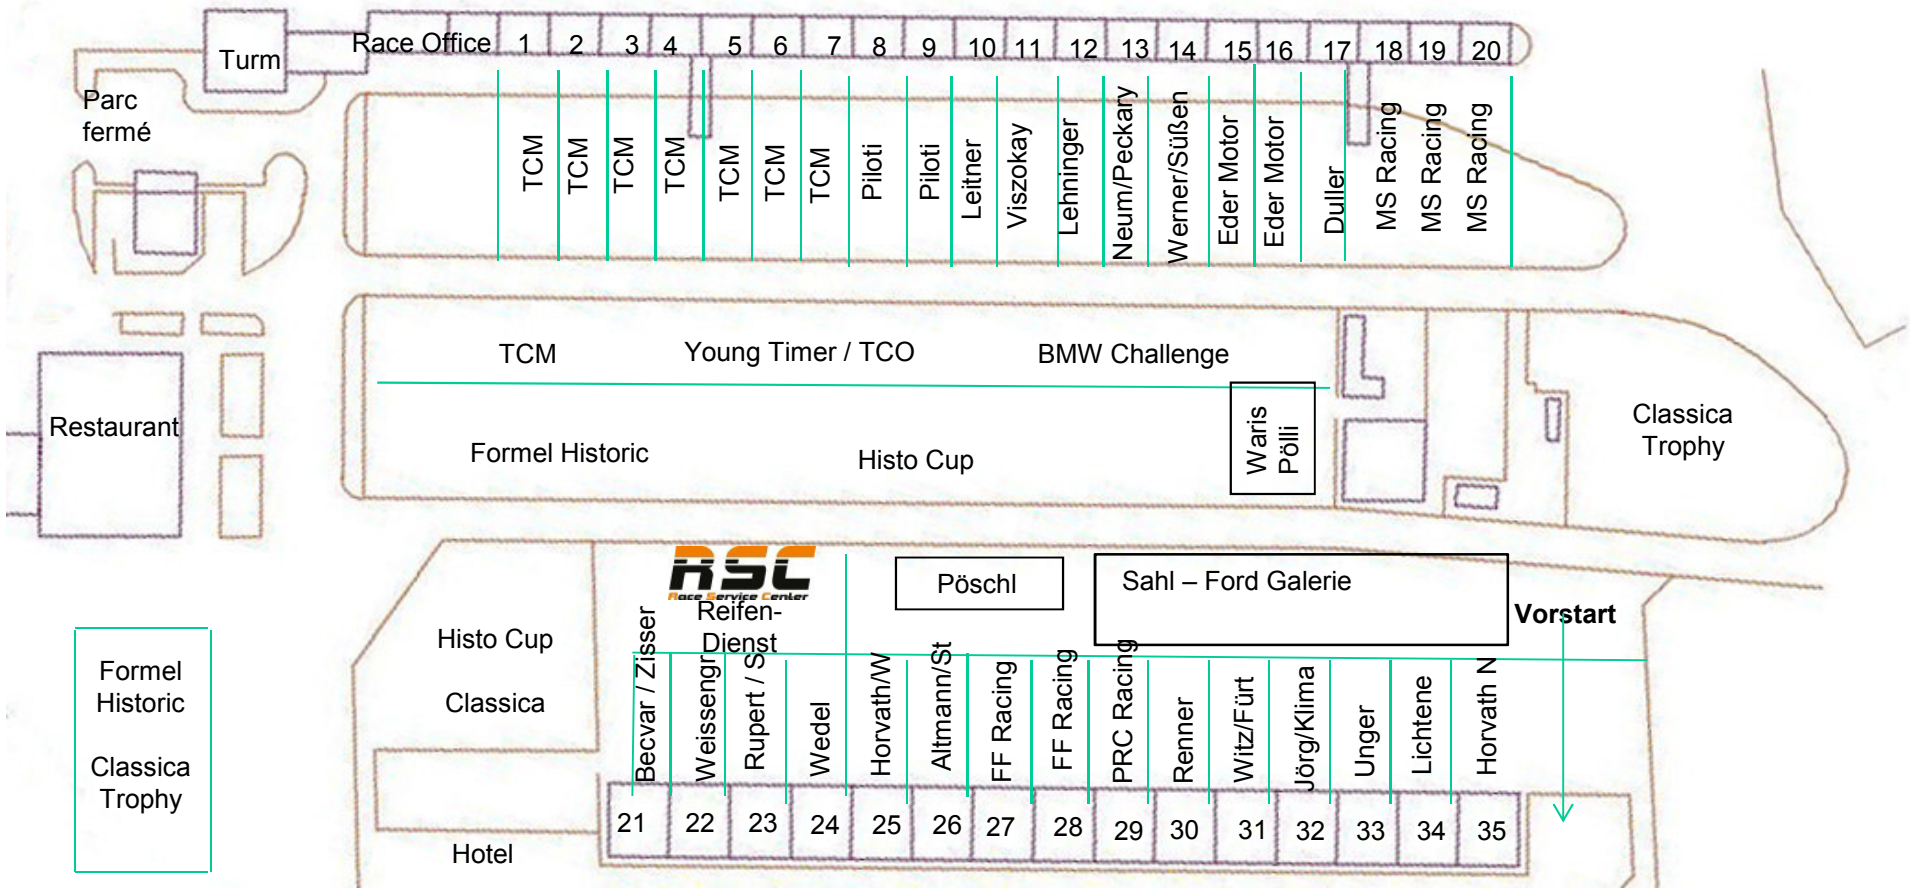 Turm
Race Office
1 2 3 4 5 6 7 8 9 10 11 12 13 14 15 16 17 18 19 20
Parc
fermé
TCM
TCM
TCM
TCM
TCM
TCM
TCM
Piloti
Piloti
Leitner
Viszokay
Lehninger
Neum/Peckary
Werner/Süßen
Eder Motor
Eder Motor
Duller
MS Racing
MS Racing
MS Racing
TCM
Young Timer / TCO
BMW Challenge
Restaurant
Formel Historic
Histo Cup
Waris
Pölli
Classica
Trophy
RSC
Race Service Center
Reifen-
Dienst
Pöschl
Sahl – Ford Galerie
Vorstart
Histo Cup
Classica
Formel
Historic
Classica
Trophy
Becvar / Zisser
Weissengr
Rupert / S
Wedel
Horvath/W
Altmann/St
FF Racing
FF Racing
PRC Racing
Renner
Witz/Fürt
Jörg/Klima
Unger
Lichtene
Horvath N
21 22 23 24 25 26 27 28 29 30 31 32 33 34 35
Hotel